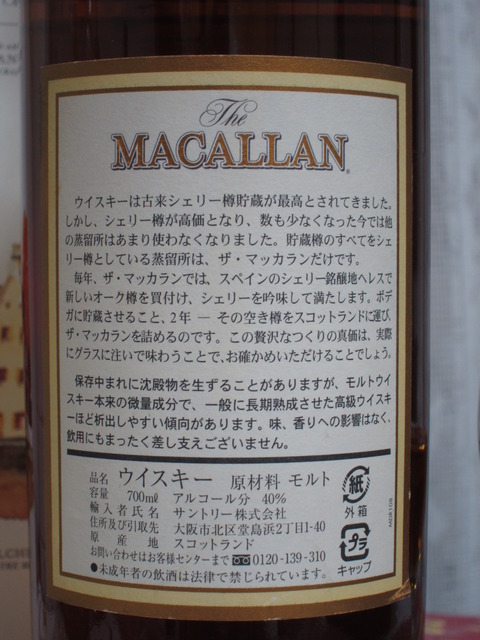 The
MACALLAN
ウイスキーは古来シェリー樽貯蔵が最高とされてきました。
しかし、シェリー樽が高価となり、数も少なくなった今では他
の蒸留所はあまり使わなくなりました。貯蔵樽のすべてをシェ
リー樽としている蒸留所は、ザ・マッカランだけです。
毎年、ザ・マッカランでは、スペインのシェリー銘醸地ヘレスで
新しいオーク樽を買付け、シェリーを吟味して満たします。ボデ
ガに貯蔵させること、2年 — その空き樽をスコットランドに運び、
ザ・マッカランを詰めるのです。この贅沢なつくりの真価は、実際
にグラスに注いで味わうことで、お確かめいただけることでしょう。
保存中まれに沈殿物を生ずることがありますが、モルトウイ
スキー本来の微量成分で、一般に長期熟成させた高級ウイスキ
ーほど析出しやすい傾向があります。味、香りへの影響はなく、
飲用にもまったく差し支えございません。
品名 ウイスキー 原材料 モルト
容量 700ml アルコール分 40%
輸入者氏名 サントリー株式会社
住所及び引取先 大阪市北区堂島浜2丁目1-40
原産地 スコットランド
お問い合わせはお客様センターまで 0120-139-310
●未成年者の飲酒は法律で禁じられています。
紙
外箱
プラ
キャップ